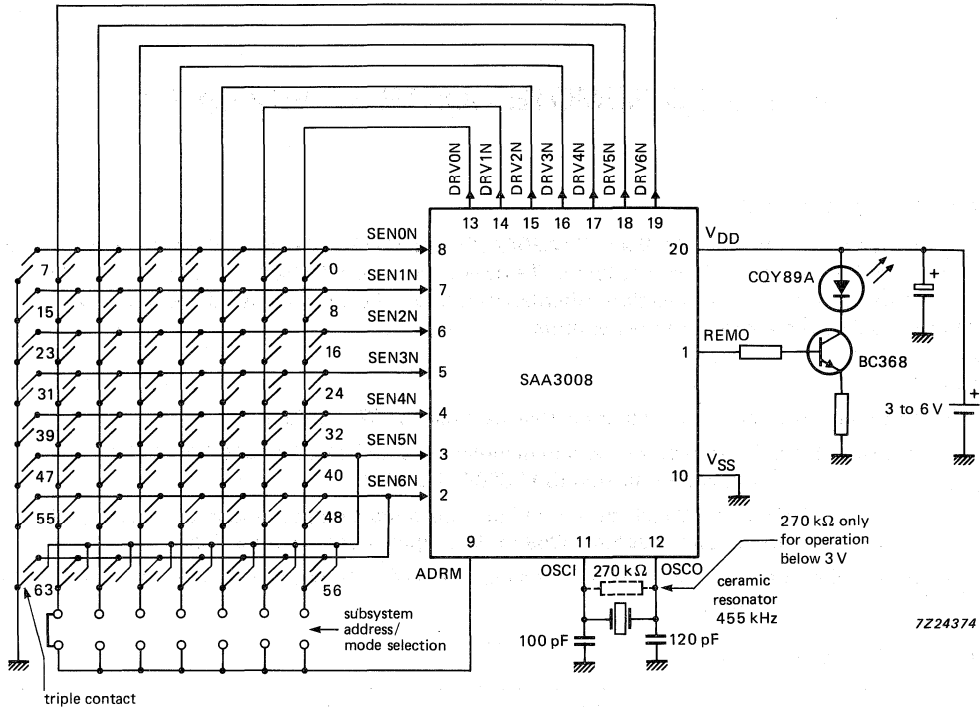 DRV0N
DRV1N
DRV2N
DRV3N
DRV4N
DRV5N
DRV6N
13 14 15 16 17 18 19
SEN0N
8
20
VDD
7
0
SEN1N
7
CQY89A
+
15
8
SEN2N
6
REMO
23
16
SEN3N
1
BC368
5
SAA3008
31
24
SEN4N
4
3 to 6 V
+
39
32
SEN5N
3
VSS
47
40
SEN6N
10
2
55
48
9
11
12
270 kΩ only
for operation
below 3 V
ADRM
OSCI
270 kΩ
OSCO
63
56
ceramic
resonator
455 kHz
subsystem
address/
mode selection
100 pF
120 pF
7Z24374
triple contact